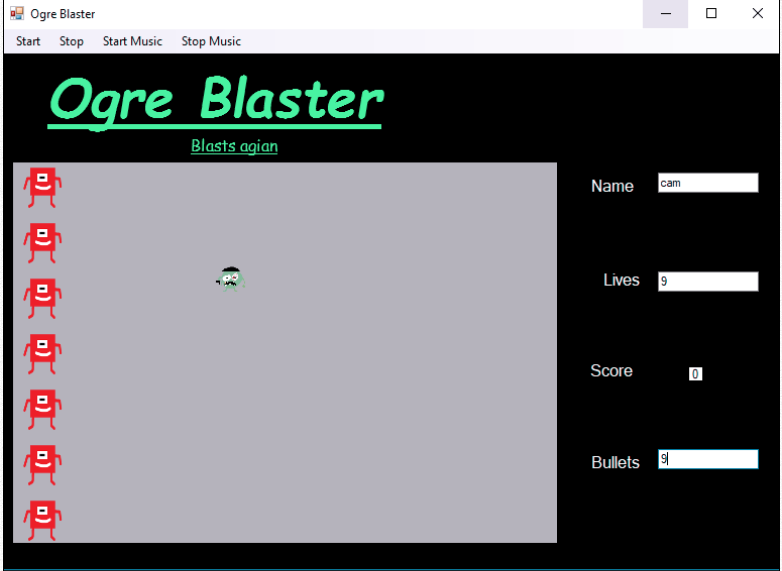 Ogre Blaster
Start Stop Start Music Stop Music
Ogre Blaster
Blasts agian
Name cam
Lives 9
Score 0
Bullets 9